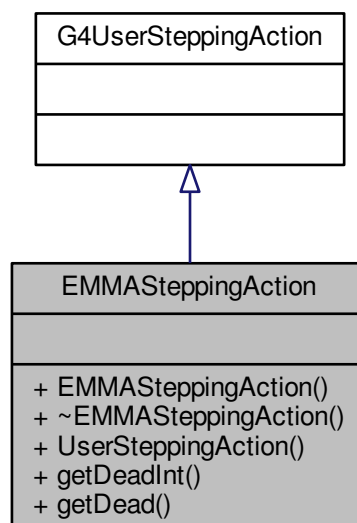 G4UserSteppingAction
EMMASteppingAction
+ EMMASteppingAction()
+ ~EMMASteppingAction()
+ UserSteppingAction()
+ getDeadInt()
+ getDead()